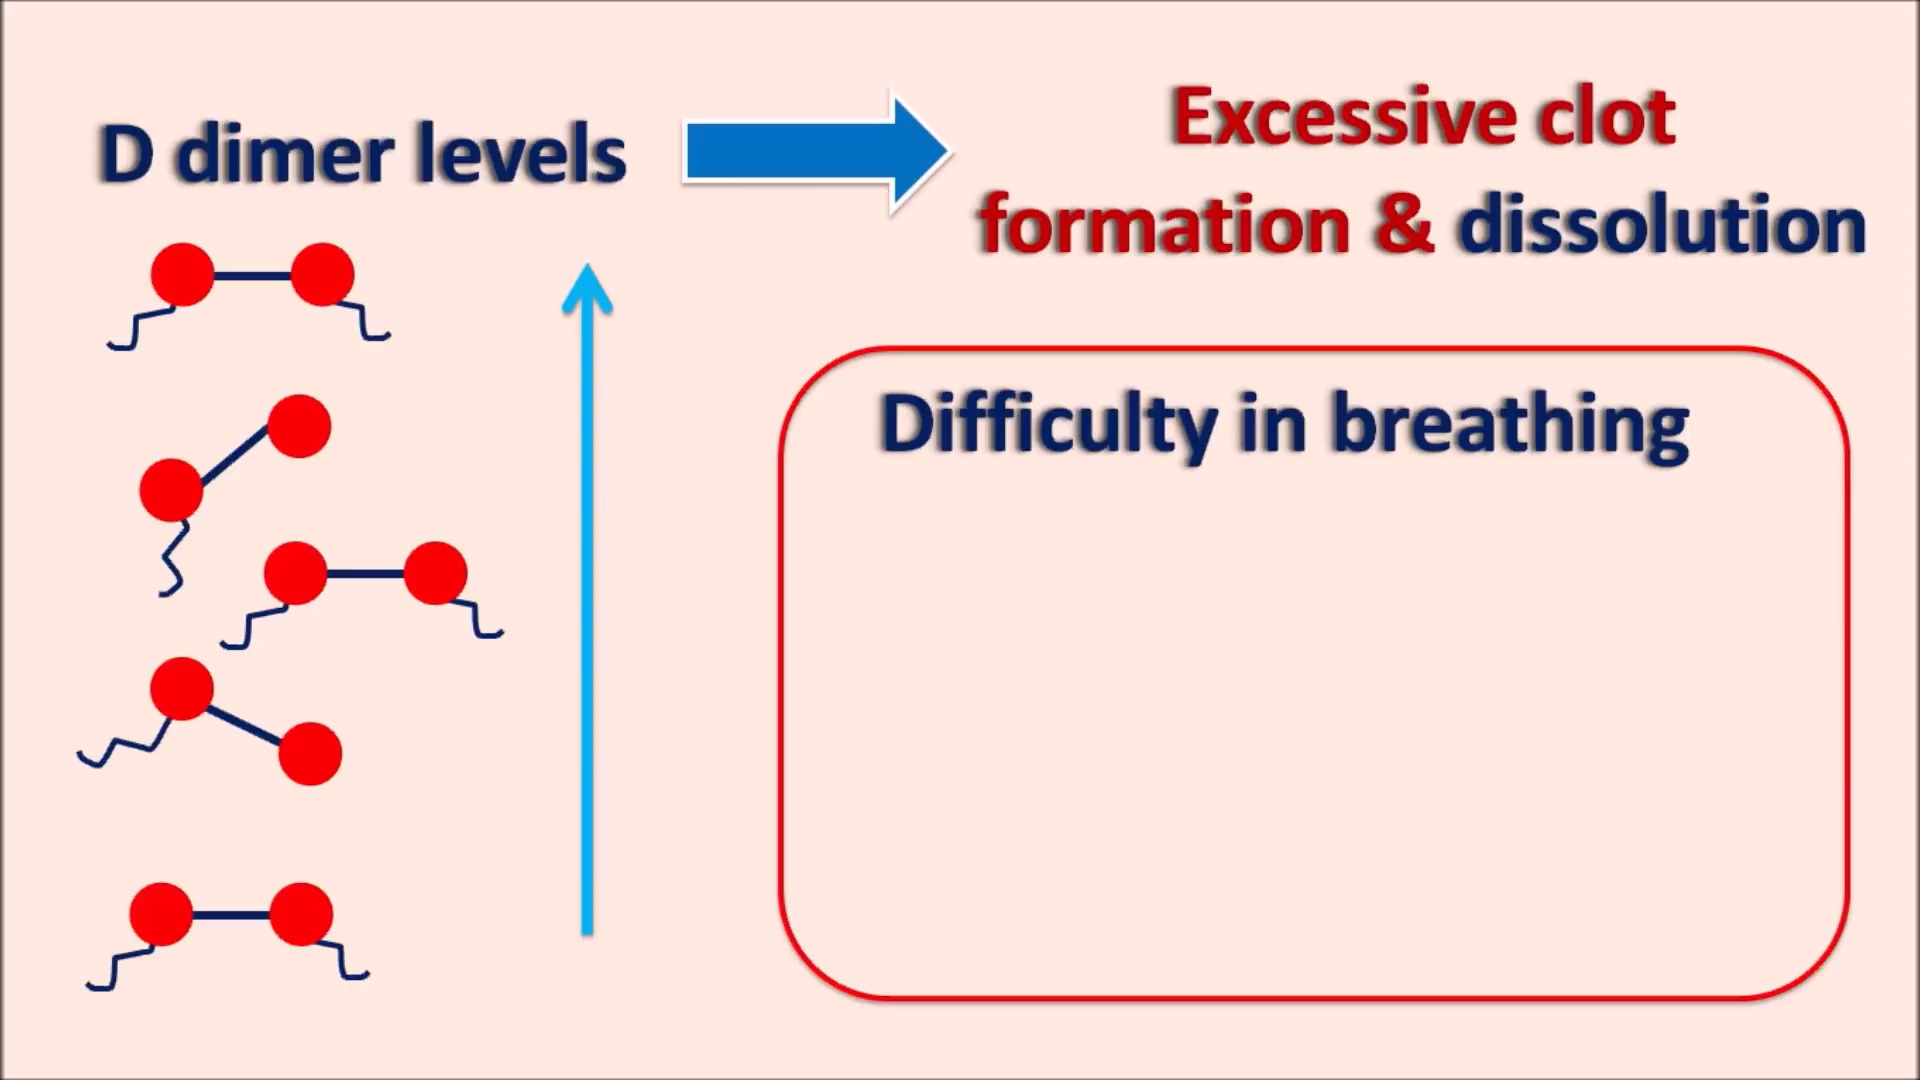 D dimer levels
Excessive clot
formation & dissolution
Difficulty in breathing